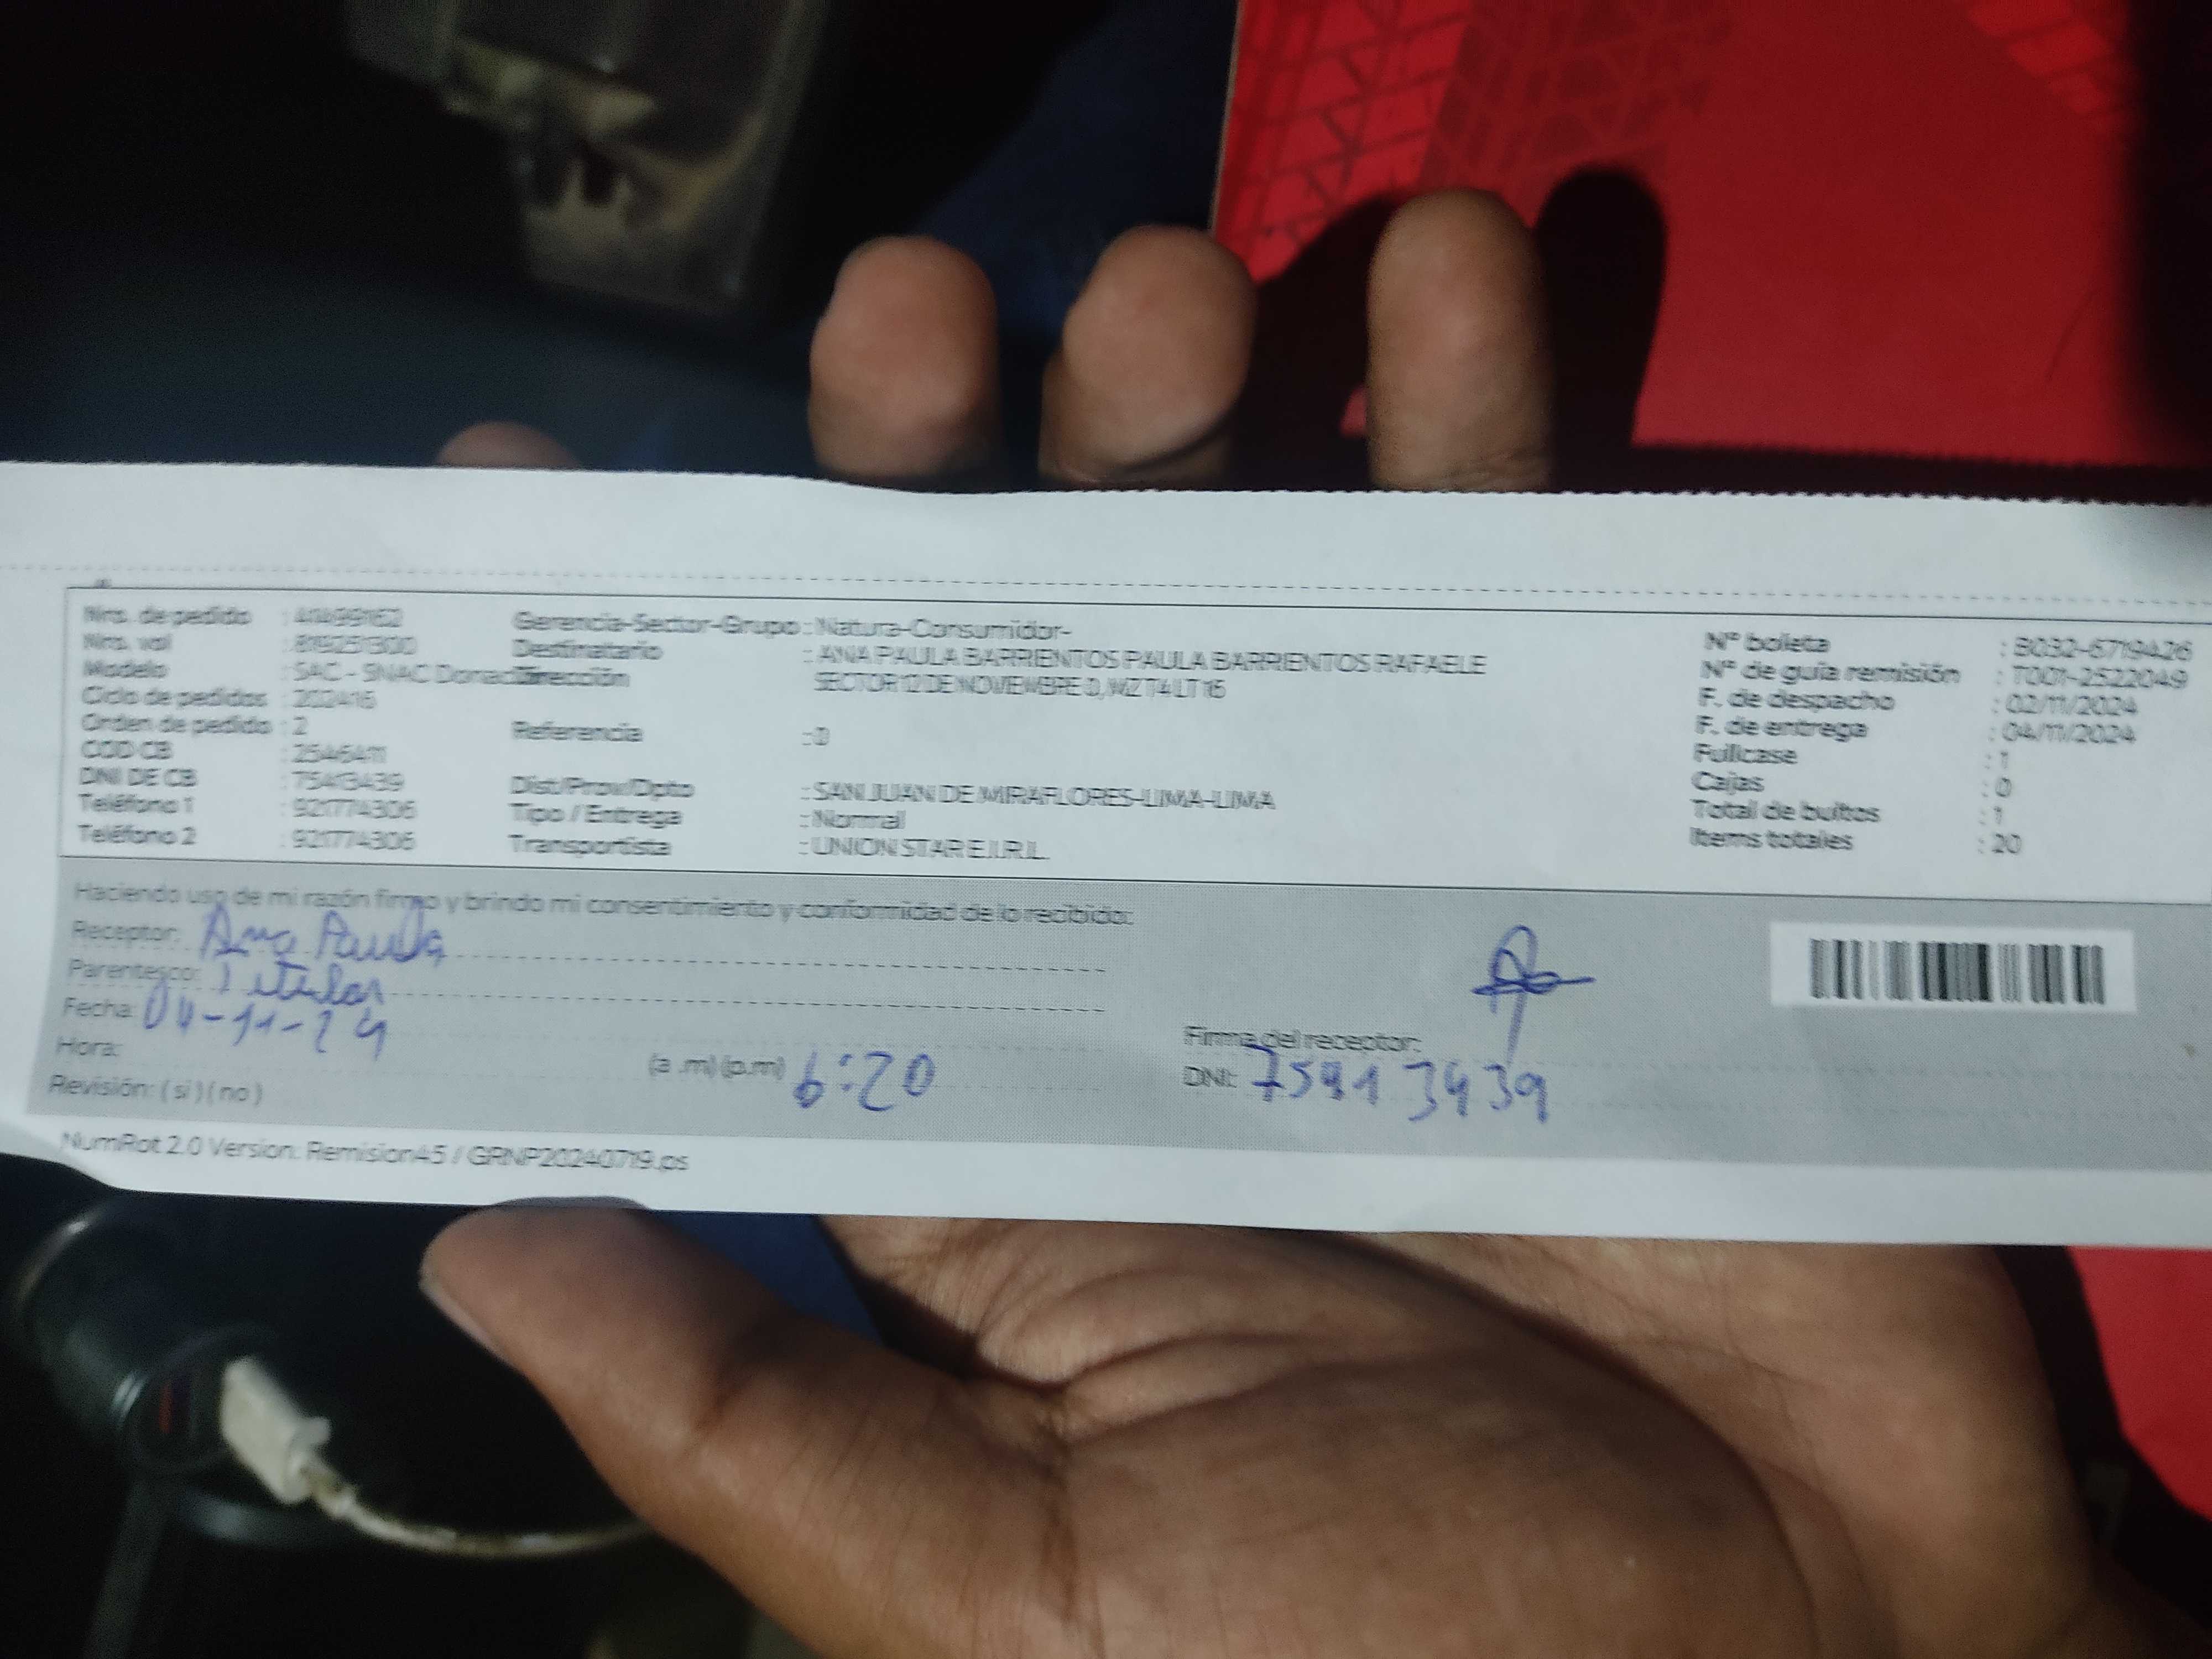 Nrs. de pedido : 41499162
Nrs. vol : 819251300
Modelo : SAC - SNAC
Ciclo de pedidos : 202416
Orden de pedido : 2
COD CB : 2546411
DNI DE CB : 75413439
Teléfono 1 : 921774306
Teléfono 2 : 921774306
Gerencia-Sector-Grupo : Natura-Consumidor-
Destinatario : ANA PAULA BARRIENTOS PAULA BARRIENTOS RAFAELE
Dirección SECTOR 12 DE NOVIEMBRE 0, MZ T4 LT 16
Referencia : 0
Dist/Prov/Dpto : SAN JUAN DE MIRAFLORES-LIMA-LIMA
Tipo / Entrega : Normal
Transportista : UNION STAR E.I.R.L.
N° boleta : B032-6719426
N° de guía remisión : T001-2522049
F. de despacho : 02/11/2024
F. de entrega : 04/11/2024
Fullcase : 1
Cajas : 0
Total de bultos : 1
Items totales : 20
Haciendo uso de mi razón firmo y brindo mi consentimiento y conformidad de lo recibido:
Receptor: Ana Paula
Parentesco: Titular
Fecha: 04-11-24
Hora: (a .m) (p.m) 6:20
Revisión: ( si ) ( no )
Firma del receptor:
DNI: 75413439
NumRot 2.0 Version: Remision45 / GRNP20240719.ps